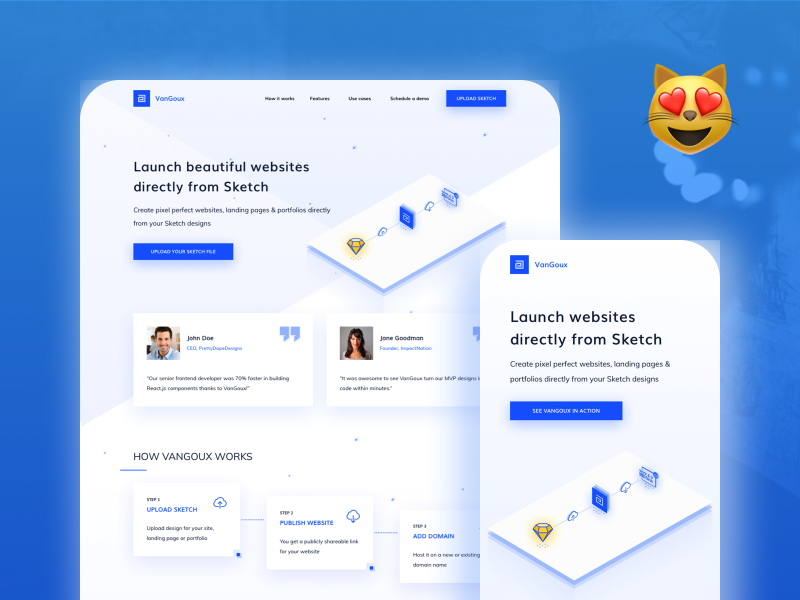 VanGoux
How it works
Features
Use cases
Schedule a demo
UPLOAD SKETCH
Launch beautiful websites
directly from Sketch
Create pixel perfect websites, landing pages & portfolios directly
from your Sketch designs
UPLOAD YOUR SKETCH FILE
John Doe
CEO, PrettyDopeDesigns
"Our senior frontend developer was 70% faster in building
React.js components thanks to VanGoux!"
Jane Goodman
Founder, ImpactNation
"It was awesome to see VanGoux turn our MVP designs i
code within minutes."
HOW VANGOUX WORKS
STEP 1
UPLOAD SKETCH
Upload design for your site,
landing page or portfolio
STEP 2
PUBLISH WEBSITE
You get a publicly shareable link
for your website
STEP 3
ADD DOMAIN
Host it on a new or existing
domain name
VanGoux
Launch websites
directly from Sketch
Create pixel perfect websites, landing pages &
portfolios directly from your Sketch designs
SEE VANGOUX IN ACTION